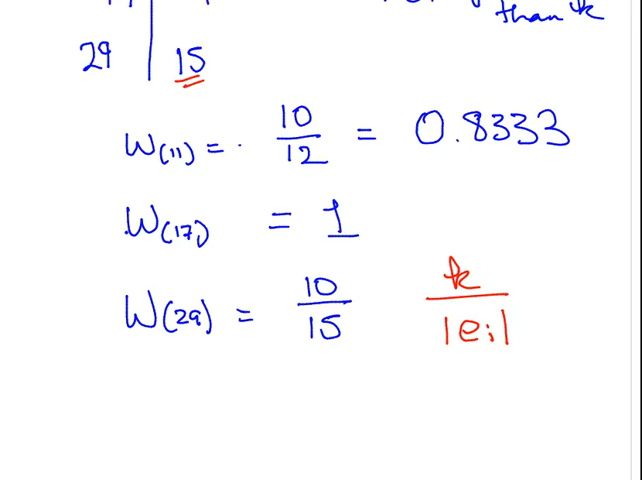 than k
29 | 15
W(11) = 10/12 = 0.8333
W(17) = 1
W(29) = 10/15 k/|ei|